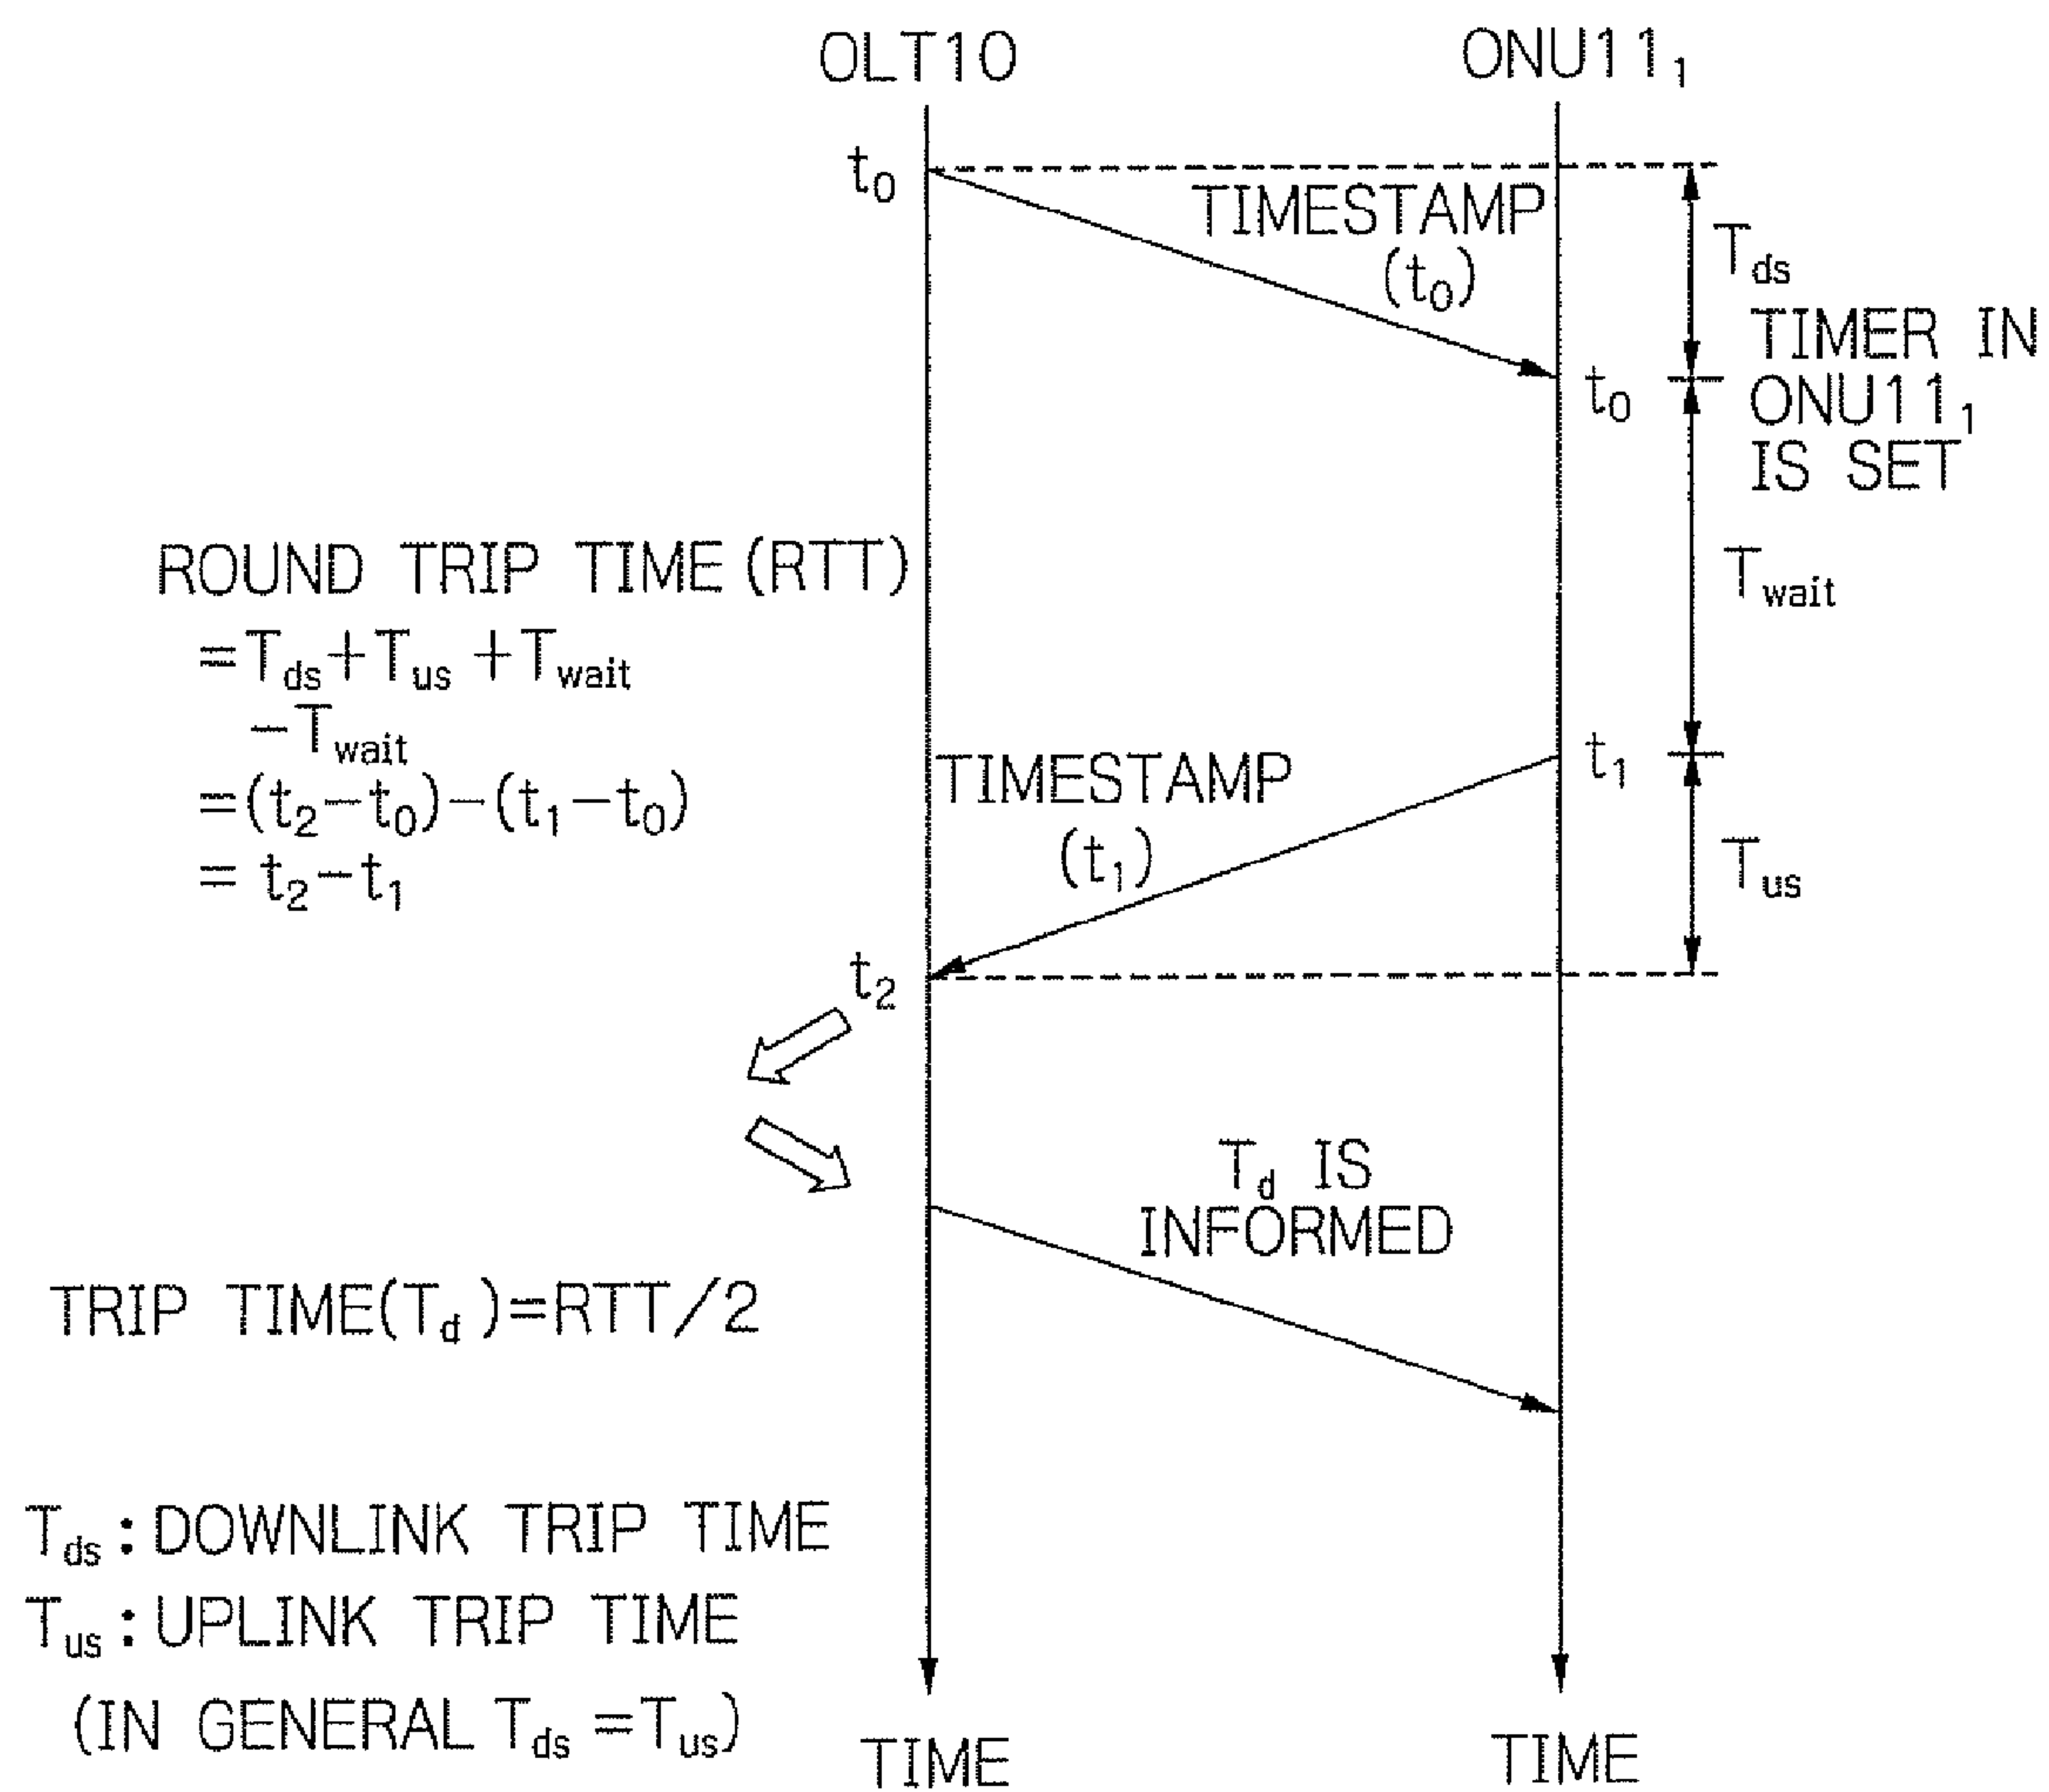 OLT10
ONU11₁
t₀
TIMESTAMP
(t₀)
T_ds
TIMER IN
ONU11₁
IS SET
t₀
ROUND TRIP TIME (RTT)
=T_ds+T_us+T_wait
−T_wait
=(t₂−t₀)−(t₁−t₀)
= t₂−t₁
T_wait
TIMESTAMP
(t₁)
t₁
T_us
t₂
T_d IS
INFORMED
TRIP TIME(T_d)=RTT/2
T_ds:DOWNLINK TRIP TIME
T_us:UPLINK TRIP TIME
(IN GENERAL T_ds=T_us)
TIME
TIME